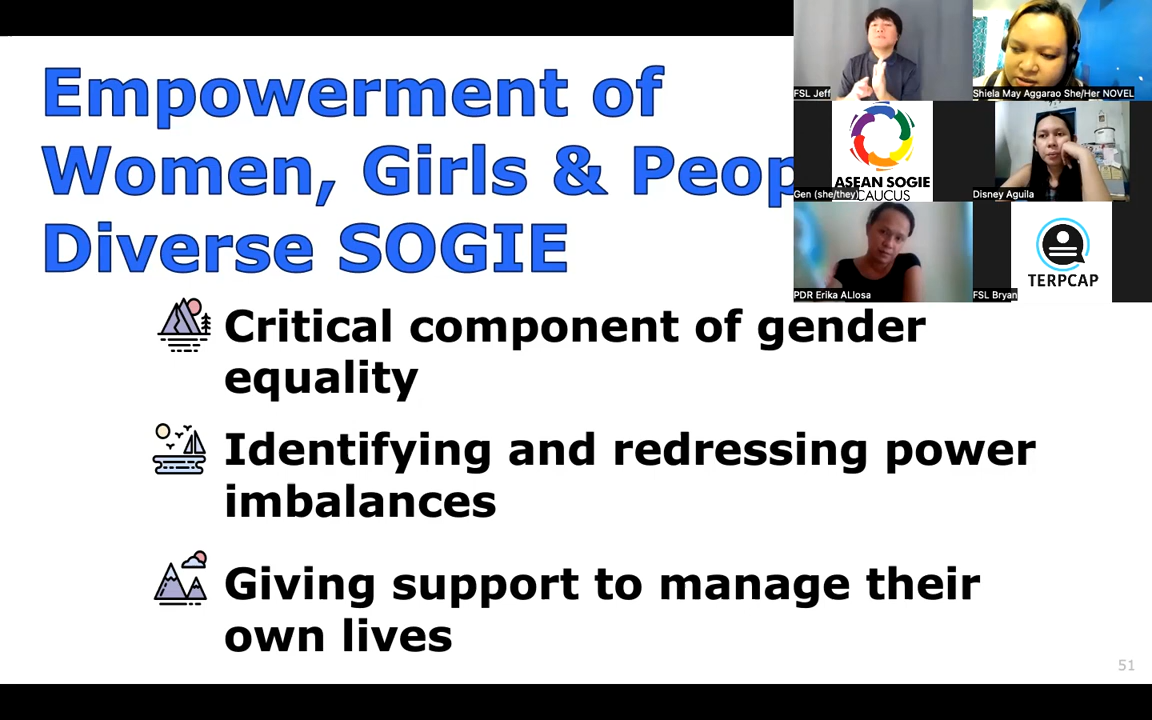 Empowerment of
Women, Girls & Peop
Diverse SOGIE
Critical component of gender
equality
Identifying and redressing power
imbalances
Giving support to manage their
own lives
51
FSL Jeff
Shiela May Aggarao She/Her NOVEL
ASEAN SOGIE
CAUCUS
Gen (she/they)
Disney Aguila
PDR Erika ALlosa
TERPCAP
FSL Bryan